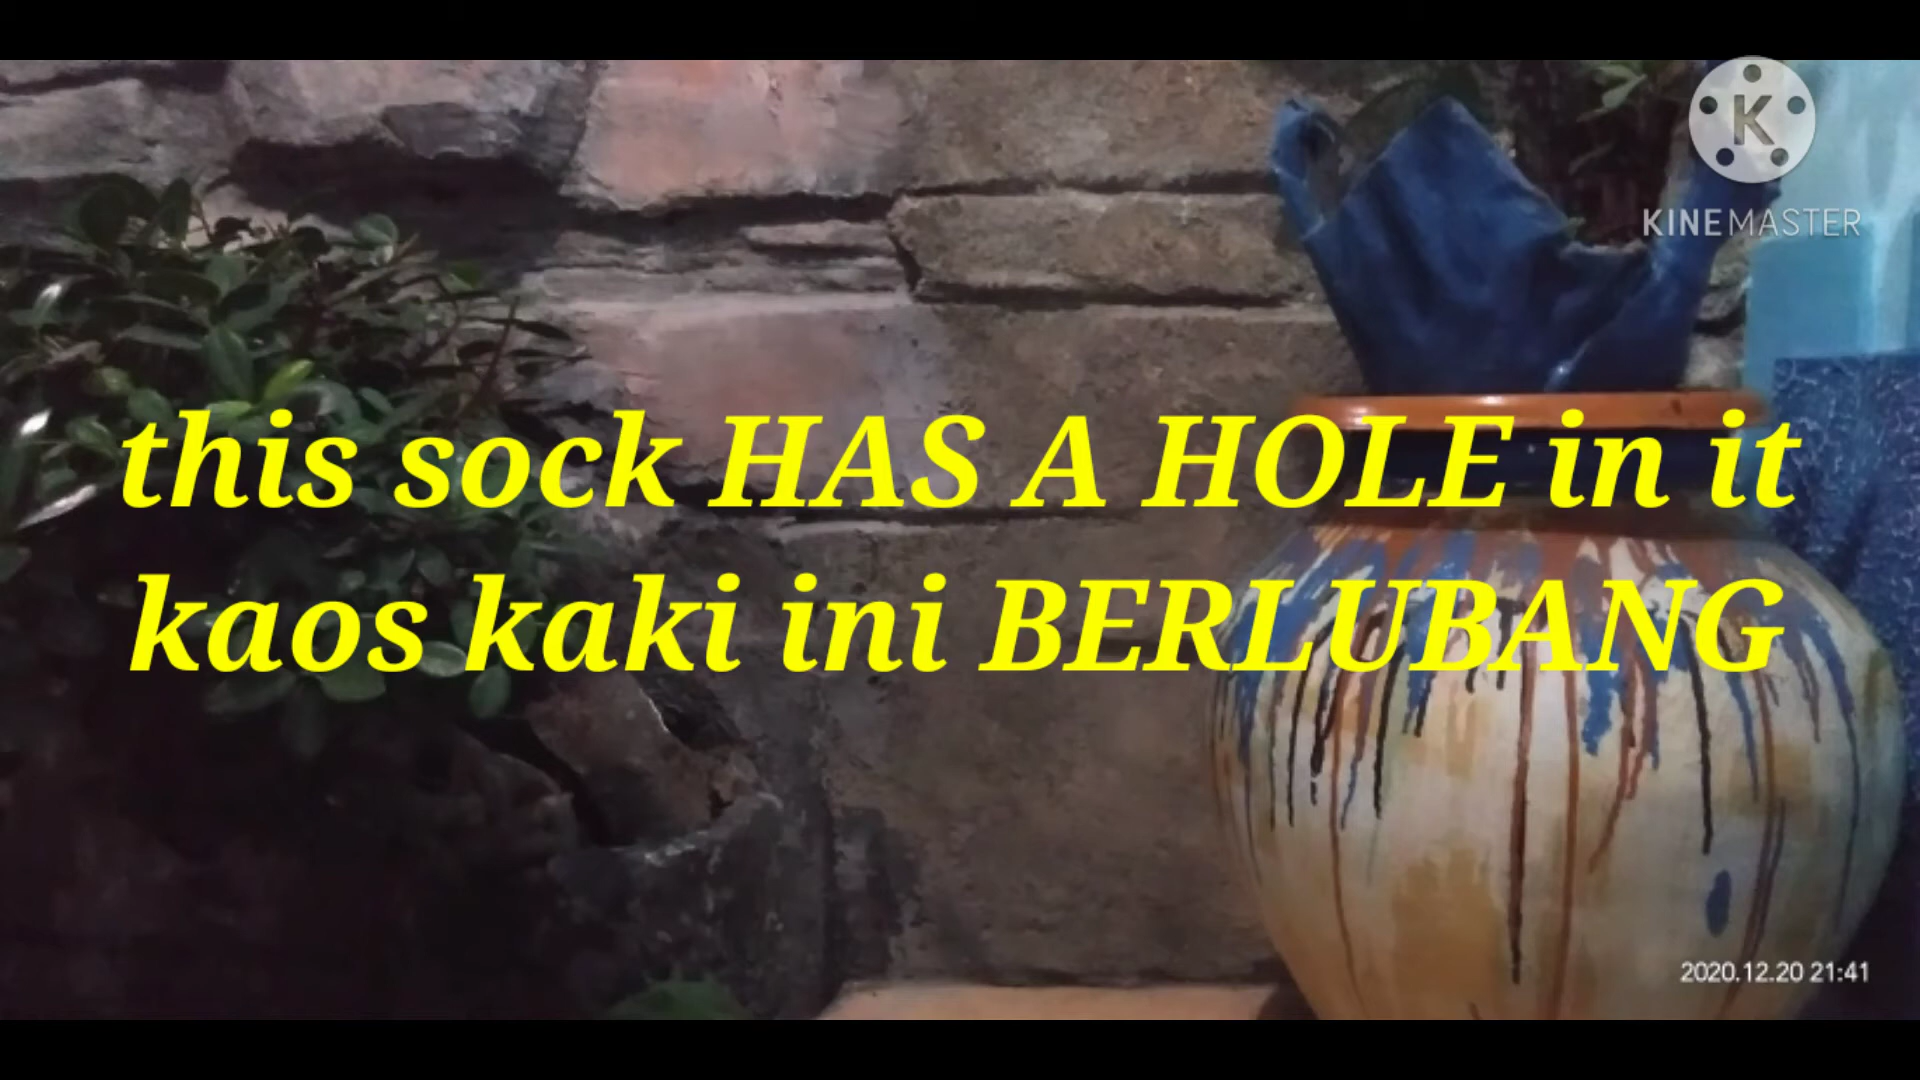 K
KINEMASTER
this sock HAS A HOLE in it
kaos kaki ini BERLUBANG
2020.12.20 21:41